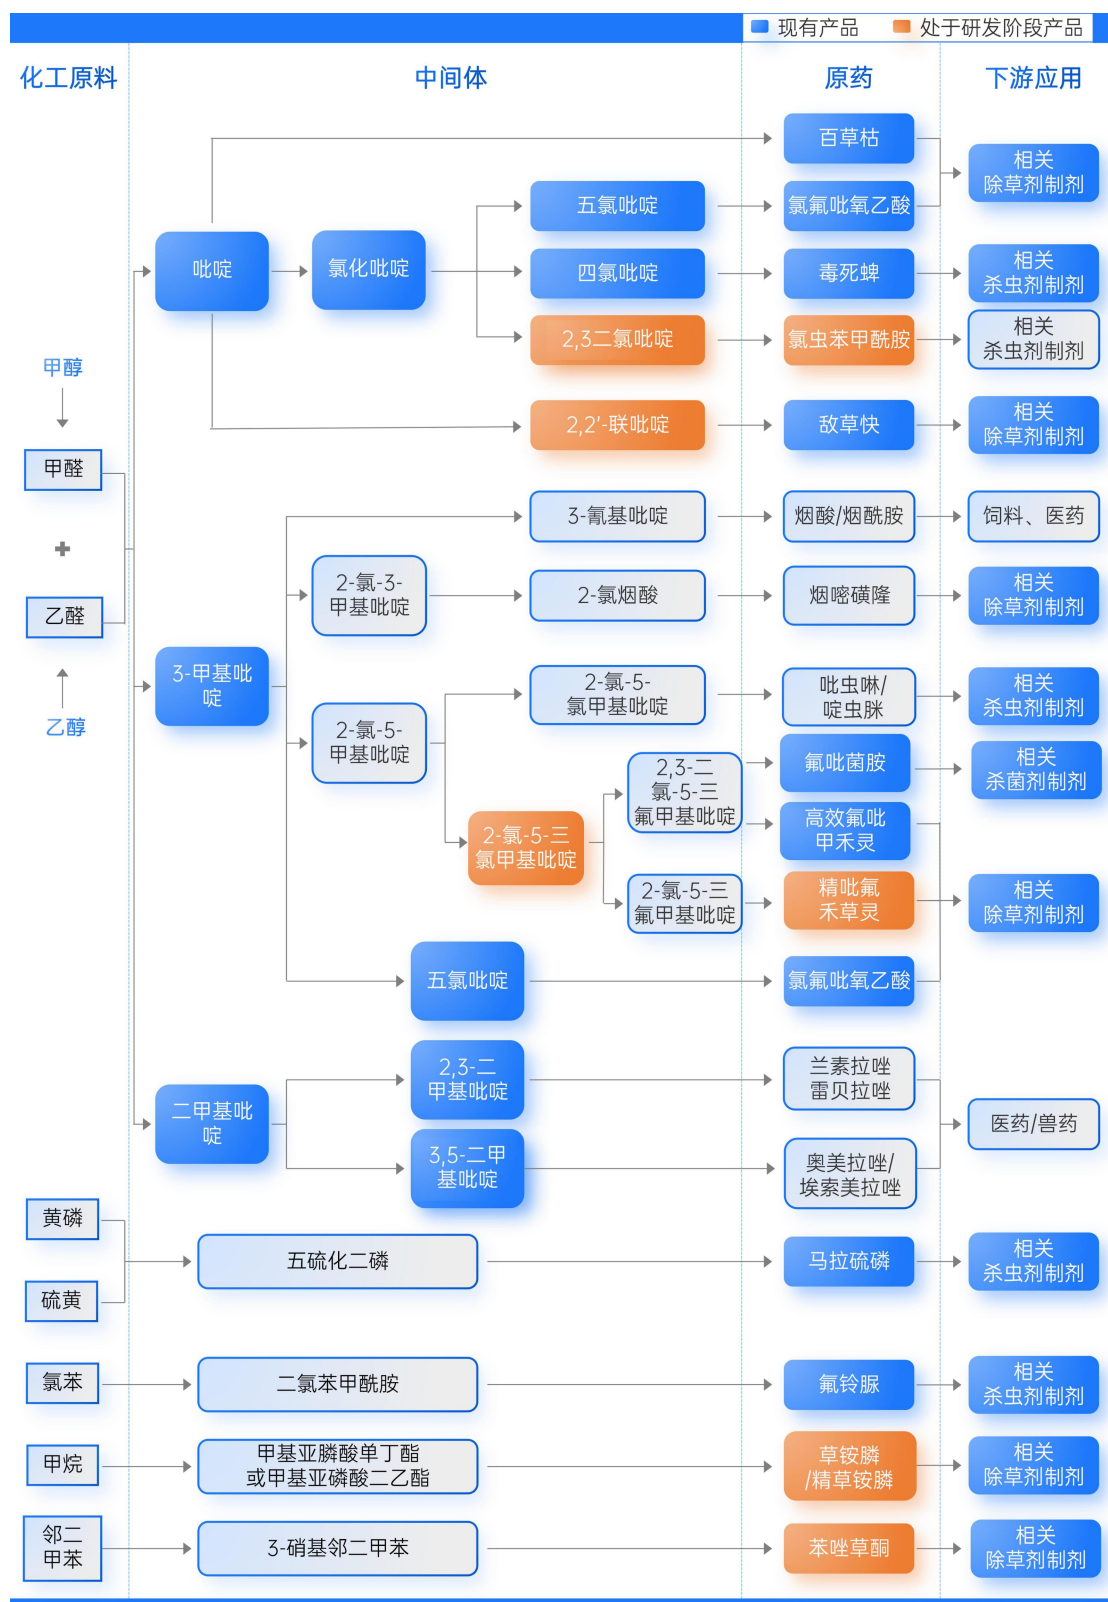 现有产品
处于研发阶段产品
化工原料
中间体
原药
下游应用
百草枯
相关
除草剂制剂
五氯吡啶
氯氟吡氧乙酸
吡啶
氯化吡啶
四氯吡啶
毒死蜱
相关
杀虫剂制剂
2,3二氯吡啶
氯虫苯甲酰胺
相关
杀虫剂制剂
甲醇
2,2'-联吡啶
敌草快
相关
除草剂制剂
甲醛
3-氰基吡啶
烟酸/烟酰胺
饲料、医药
2-氯-3-
甲基吡啶
2-氯烟酸
烟嘧磺隆
相关
除草剂制剂
乙醛
3-甲基吡
啶
2-氯-5-
氯甲基吡啶
吡虫啉/
啶虫脒
相关
杀虫剂制剂
乙醇
2-氯-5-
甲基吡啶
2,3-二
氯-5-三
氟甲基吡啶
氟吡菌胺
相关
杀菌剂制剂
2-氯-5-三
氯甲基吡啶
高效氟吡
甲禾灵
2-氯-5-三
氟甲基吡啶
精吡氟
禾草灵
相关
除草剂制剂
五氯吡啶
氯氟吡氧乙酸
二甲基吡
啶
2,3-二
甲基吡啶
兰素拉唑
雷贝拉唑
医药/兽药
3,5-二甲
基吡啶
奥美拉唑/
埃索美拉唑
黄磷
硫黄
五硫化二磷
马拉硫磷
相关
杀虫剂制剂
氯苯
二氯苯甲酰胺
氟铃脲
相关
杀虫剂制剂
甲烷
甲基亚膦酸单丁酯
或甲基亚磷酸二乙酯
草铵膦
/精草铵膦
相关
除草剂制剂
邻二
甲苯
3-硝基邻二甲苯
苯唑草酮
相关
除草剂制剂